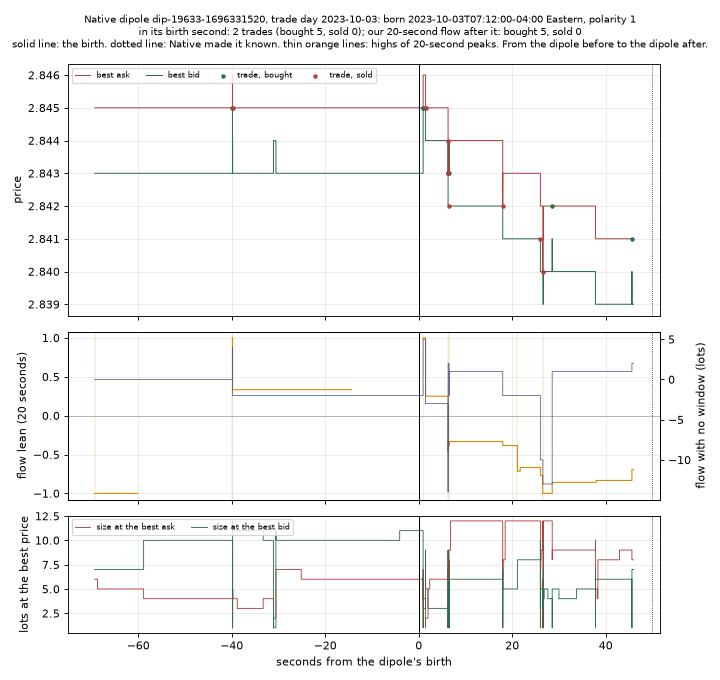 Native dipole dip-19633-1696331520, trade day 2023-10-03: born 2023-10-03T07:12:00-04:00 Eastern, polarity 1
in its birth second: 2 trades (bought 5, sold 0); our 20-second flow after it: bought 5, sold 0
solid line: the birth. dotted line: Native made it known. thin orange lines: highs of 20-second peaks. From the dipole before to the dipole after.
best ask
best bid
trade, bought
trade, sold
2.846
2.845
2.844
2.843
2.842
2.841
2.840
2.839
price
1.0
0.5
0.0
−0.5
−1.0
flow lean (20 seconds)
5
0
−5
−10
flow with no window (lots)
size at the best ask
size at the best bid
12.5
10.0
7.5
5.0
2.5
lots at the best price
−60
−40
−20
0
20
40
seconds from the dipole's birth